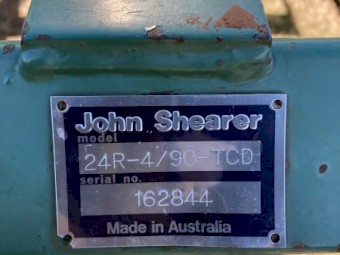 John Shearer
model
24R-4/90-TCD
serial no.
162844
Made in Australia